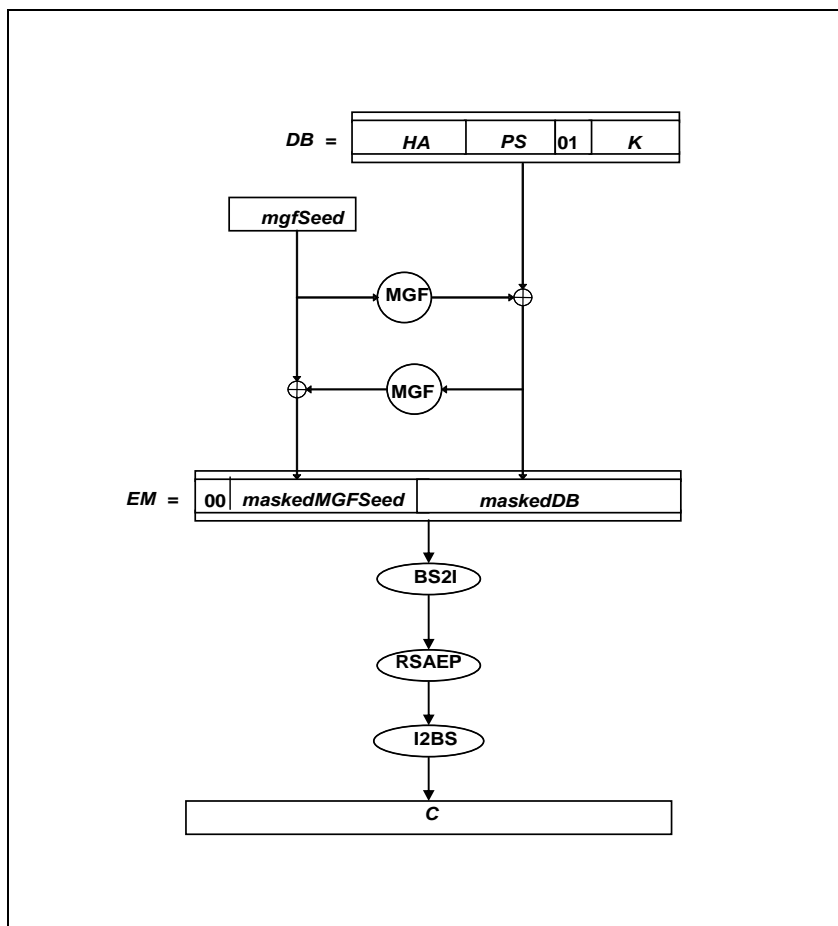 DB = HA PS 01 K
mgfSeed
MGF
MGF
EM = 00 maskedMGFSeed maskedDB
BS2I
RSAEP
I2BS
C